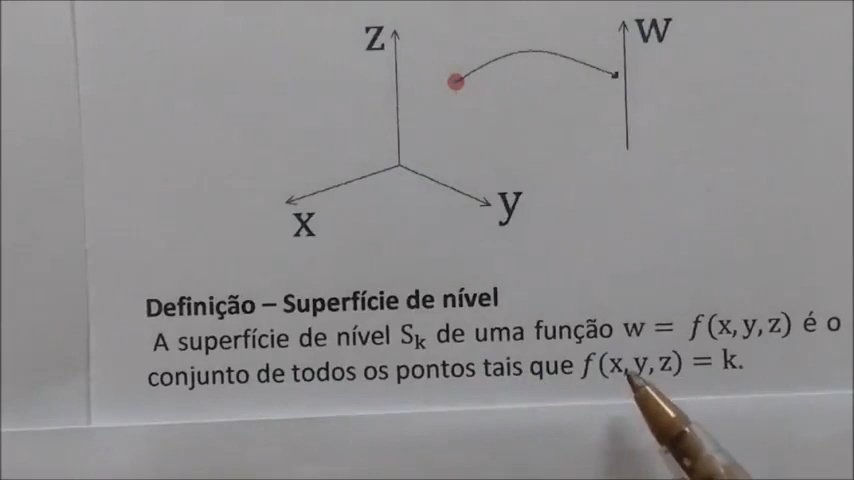 z
w
x
y
Definição – Superfície de nível
A superfície de nível Sₖ de uma função w = f(x,y,z) é o
conjunto de todos os pontos tais que f(x,y,z) = k.